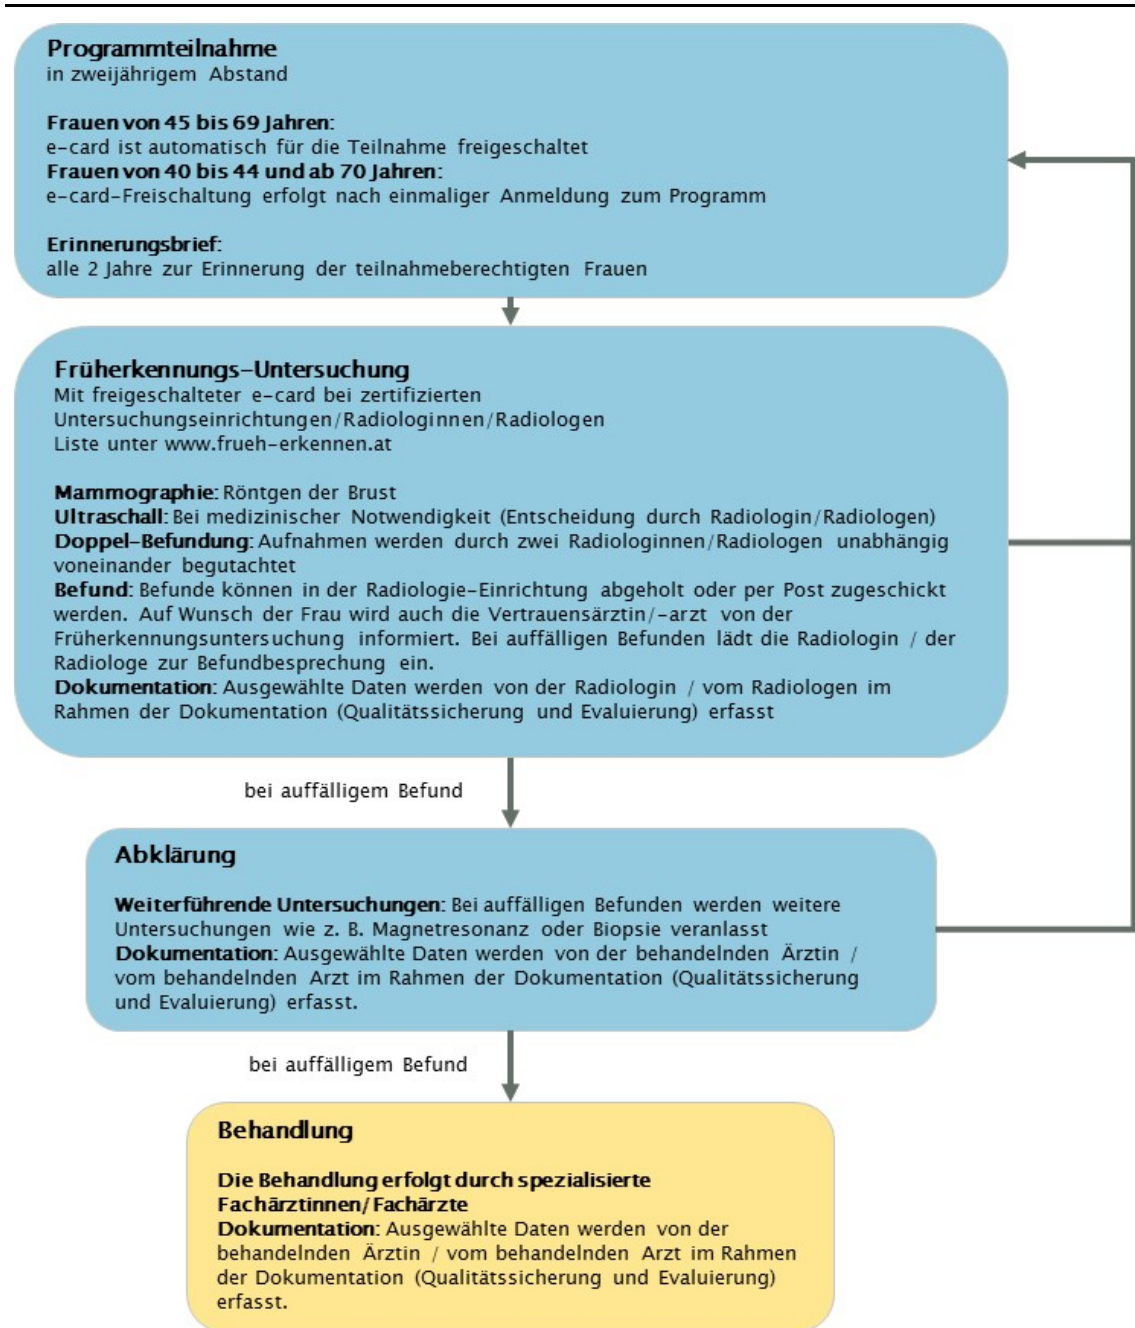 Programmteilnahme
in zweijährigem Abstand
Frauen von 45 bis 69 Jahren:
e-card ist automatisch für die Teilnahme freigeschaltet
Frauen von 40 bis 44 und ab 70 Jahren:
e-card-Freischaltung erfolgt nach einmaliger Anmeldung zum Programm
Erinnerungsbrief:
alle 2 Jahre zur Erinnerung der teilnahmeberechtigten Frauen
Früherkennungs-Untersuchung
Mit freigeschalteter e-card bei zertifizierten
Untersuchungseinrichtungen/Radiologinnen/Radiologen
Liste unter www.frueh-erkennen.at
Mammographie: Röntgen der Brust
Ultraschall: Bei medizinischer Notwendigkeit (Entscheidung durch Radiologin/Radiologen)
Doppel-Befundung: Aufnahmen werden durch zwei Radiologinnen/Radiologen unabhängig
voneinander begutachtet
Befund: Befunde können in der Radiologie-Einrichtung abgeholt oder per Post zugeschickt
werden. Auf Wunsch der Frau wird auch die Vertrauensärztin/-arzt von der
Früherkennungsuntersuchung informiert. Bei auffälligen Befunden lädt die Radiologin / der
Radiologe zur Befundbesprechung ein.
Dokumentation: Ausgewählte Daten werden von der Radiologin / vom Radiologen im
Rahmen der Dokumentation (Qualitätssicherung und Evaluierung) erfasst
bei auffälligem Befund
Abklärung
Weiterführende Untersuchungen: Bei auffälligen Befunden werden weitere
Untersuchungen wie z. B. Magnetresonanz oder Biopsie veranlasst
Dokumentation: Ausgewählte Daten werden von der behandelnden Ärztin /
vom behandelnden Arzt im Rahmen der Dokumentation (Qualitätssicherung
und Evaluierung) erfasst.
bei auffälligem Befund
Behandlung
Die Behandlung erfolgt durch spezialisierte
Fachärztinnen/Fachärzte
Dokumentation: Ausgewählte Daten werden von der
behandelnden Ärztin / vom behandelnden Arzt im Rahmen
der Dokumentation (Qualitätssicherung und Evaluierung)
erfasst.